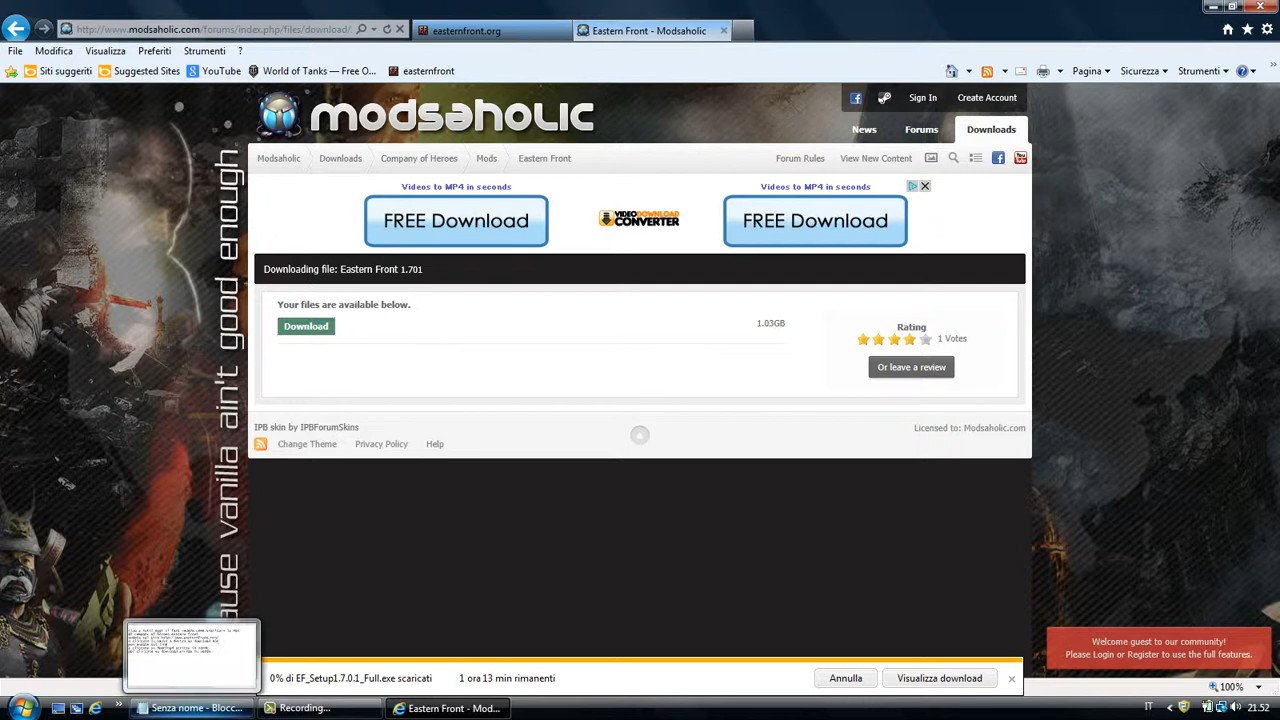 http://www.modsaholic.com/forums/index.php/files/download/
easternfront.org
Eastern Front - Modsaholic
File Modifica Visualizza Preferiti Strumenti ?
Siti suggeriti Suggested Sites YouTube World of Tanks — Free O... easternfront
Pagina Sicurezza Strumenti
modsaholic
Sign In Create Account
News Forums Downloads
Modsaholic Downloads Company of Heroes Mods Eastern Front
Forum Rules View New Content
Videos to MP4 in seconds
FREE Download
VIDEO DOWNLOAD
CONVERTER
Videos to MP4 in seconds
FREE Download
Downloading file: Eastern Front 1.701
Your files are available below.
Download 1.03GB
Rating
1 Votes
Or leave a review
IPB skin by IPBForumSkins
Licensed to: Modsaholic.com
Change Theme Privacy Policy Help
ause vanilla ain't good enough.
Welcome guest to our community!
Please Login or Register to use the full features.
0% di EF_Setup1.7.0.1_Full.exe scaricati 1 ora 13 min rimanenti Annulla Visualizza download
100%
Senza nome - Blocc... Recording... Eastern Front - Mod... IT 21.52